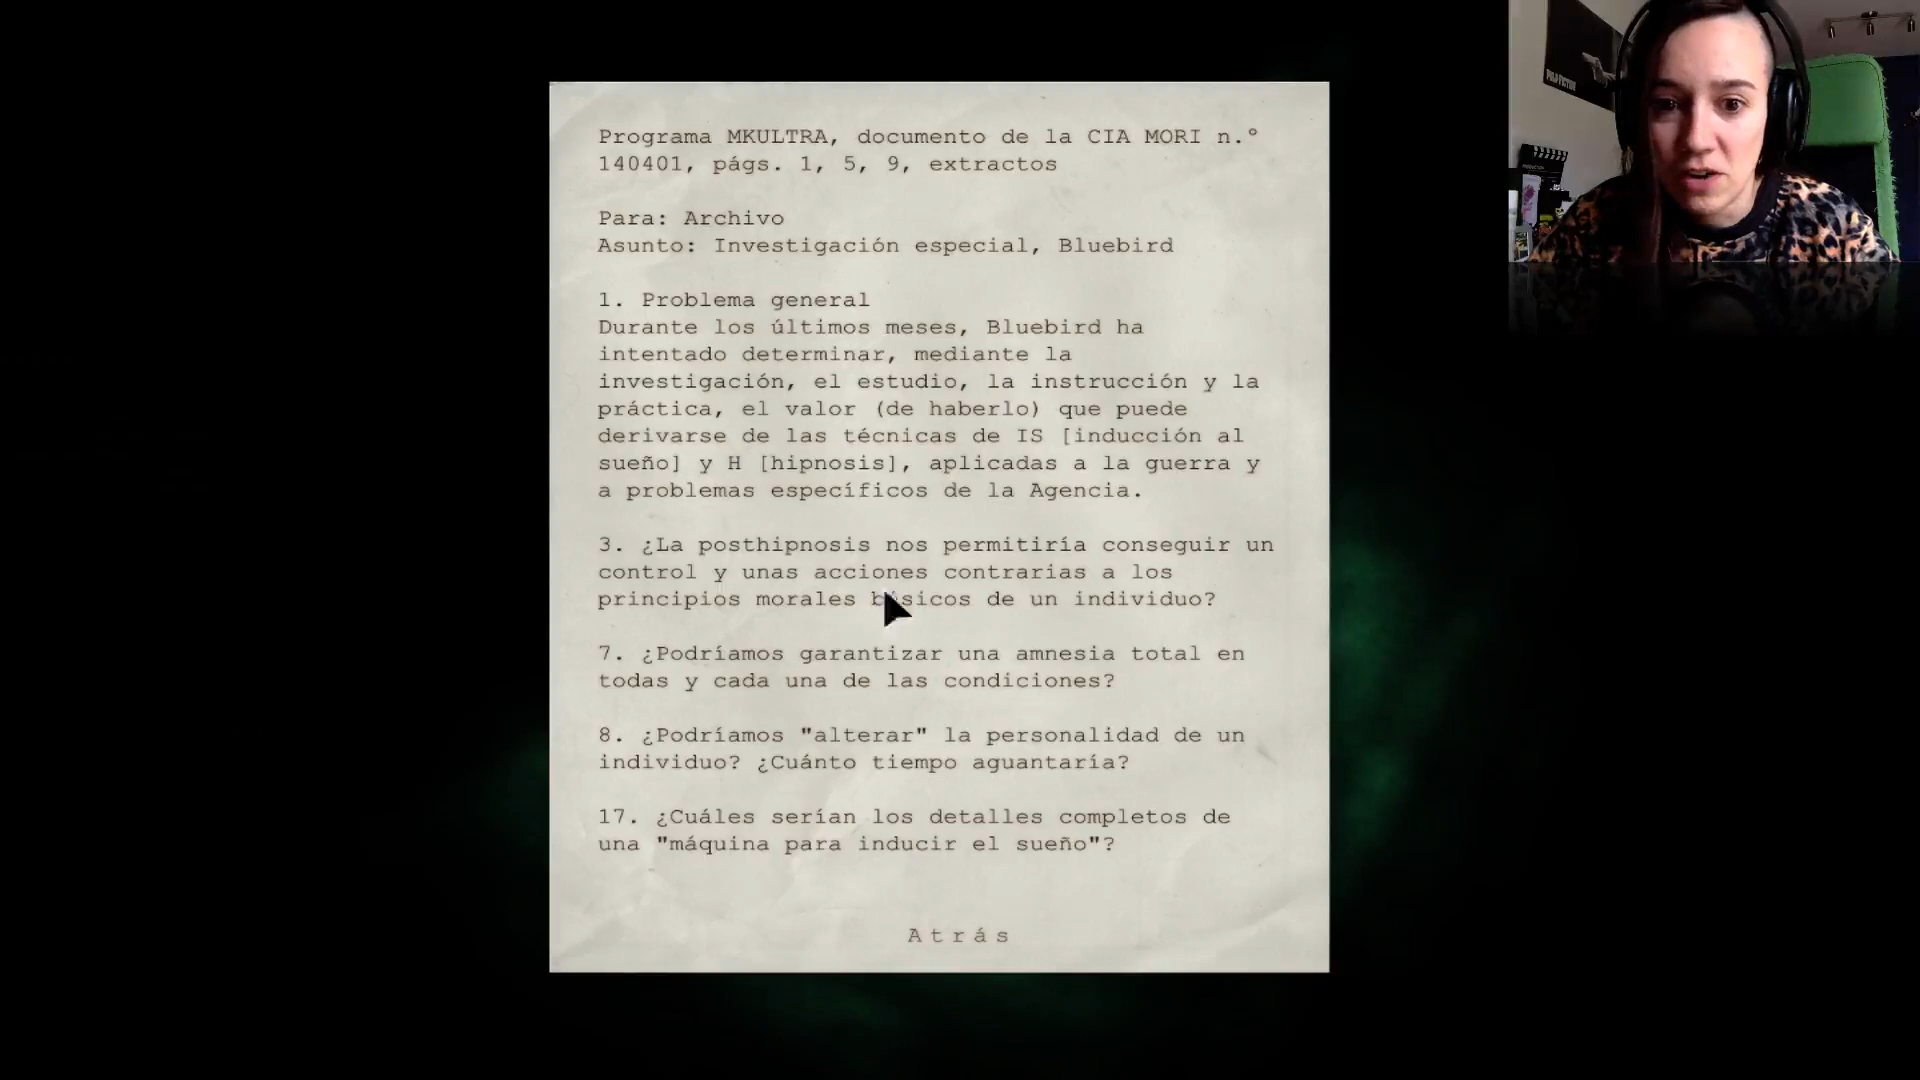 Programa MKULTRA, documento de la CIA MORI n.º
140401, págs. 1, 5, 9, extractos
Para: Archivo
Asunto: Investigación especial, Bluebird
1. Problema general
Durante los últimos meses, Bluebird ha
intentado determinar, mediante la
investigación, el estudio, la instrucción y la
práctica, el valor (de haberlo) que puede
derivarse de las técnicas de IS [inducción al
sueño] y H [hipnosis], aplicadas a la guerra y
a problemas específicos de la Agencia.
3. ¿La posthipnosis nos permitiría conseguir un
control y unas acciones contrarias a los
principios morales básicos de un individuo?
7. ¿Podríamos garantizar una amnesia total en
todas y cada una de las condiciones?
8. ¿Podríamos "alterar" la personalidad de un
individuo? ¿Cuánto tiempo aguantaría?
17. ¿Cuáles serían los detalles completos de
una "máquina para inducir el sueño"?
Atrás
PULP FICTION